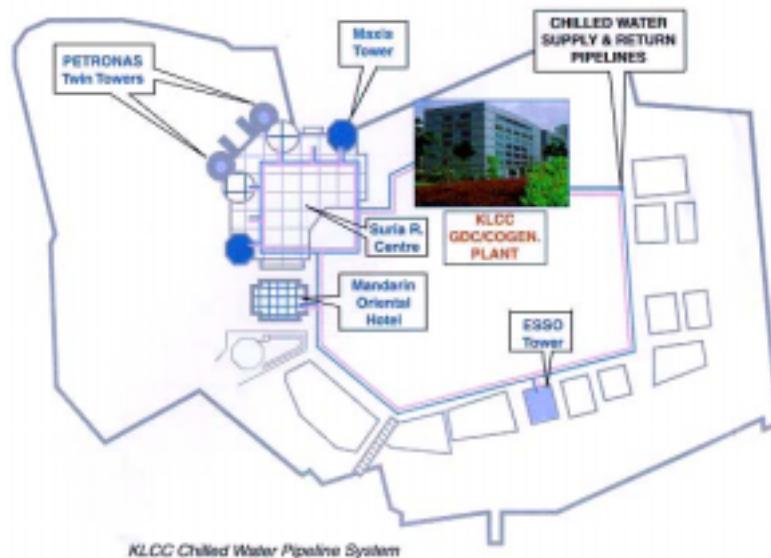 PETRONAS
Twin Towers
Maxis
Tower
CHILLED WATER
SUPPLY & RETURN
PIPELINES
KLCC
GDC/COGEN.
PLANT
Suria R.
Centre
Mandarin
Oriental
Hotel
ESSO
Tower
KLCC Chilled Water Pipeline System